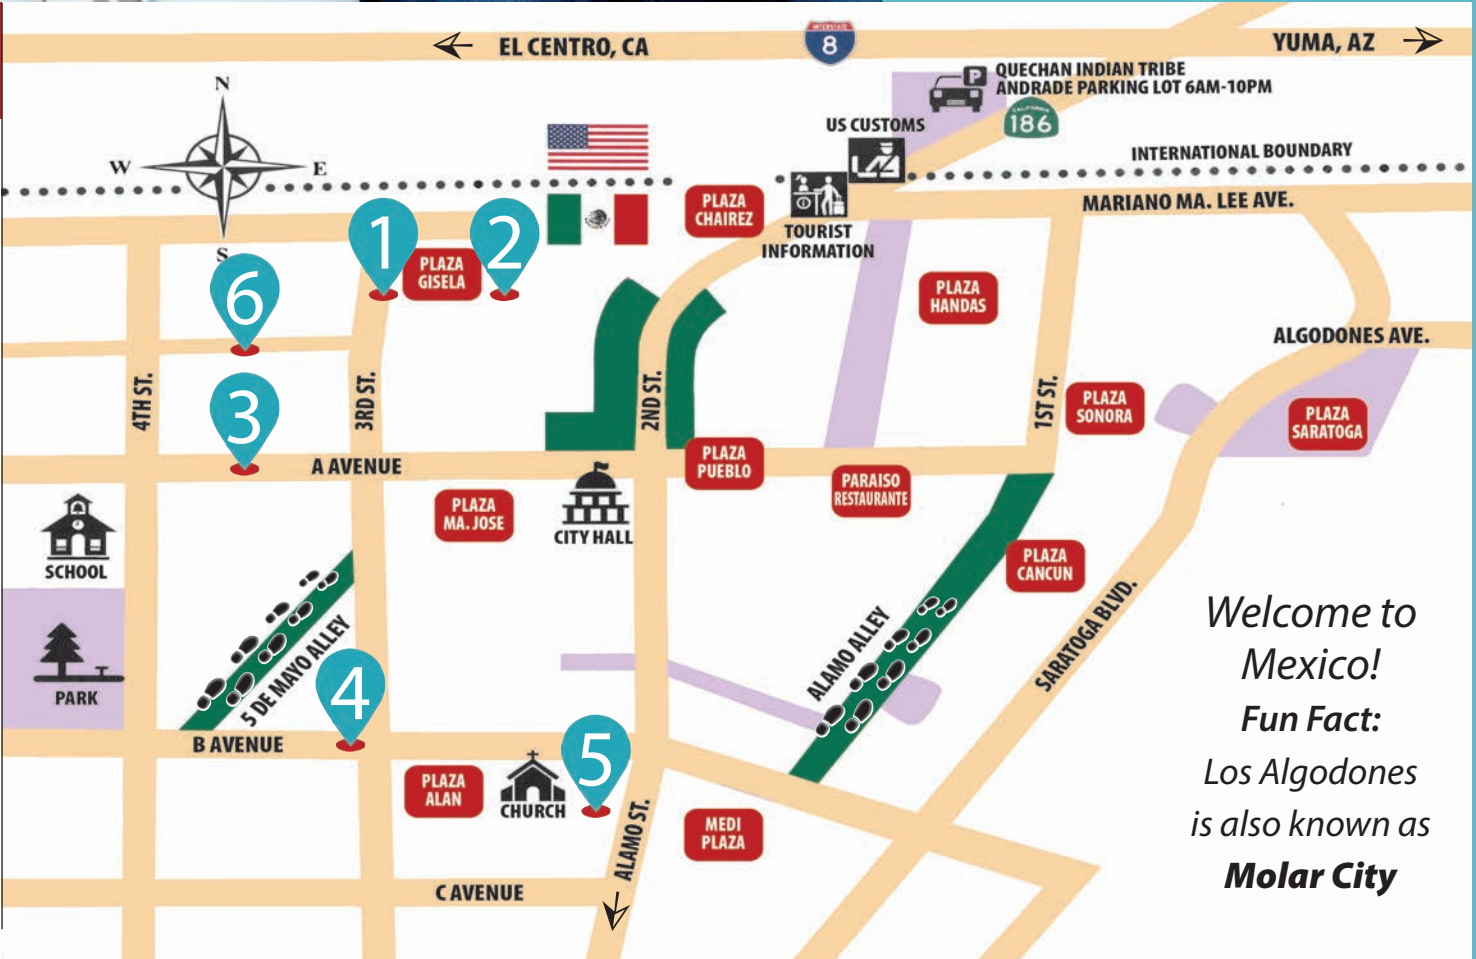 EL CENTRO, CA
INTERSTATE
8
YUMA, AZ
P
QUECHAN INDIAN TRIBE
ANDRADE PARKING LOT 6AM-10PM
CALIFORNIA
186
US CUSTOMS
INTERNATIONAL BOUNDARY
N
W
E
S
PLAZA
CHAIREZ
MARIANO MA. LEE AVE.
TOURIST
INFORMATION
1
2
PLAZA
GISELA
6
PLAZA
HANDAS
ALGODONES AVE.
4TH ST.
3RD ST.
2ND ST.
1ST ST.
3
PLAZA
SONORA
PLAZA
SARATOGA
A AVENUE
PLAZA
PUEBLO
PARAISO
RESTAURANTE
PLAZA
MA. JOSE
CITY HALL
SCHOOL
PLAZA
CANCUN
5 DE MAYO ALLEY
ALAMO ALLEY
SARATOGA BLVD.
PARK
4
B AVENUE
5
PLAZA
ALAN
CHURCH
ALAMO ST.
MEDI
PLAZA
C AVENUE
Welcome to
Mexico!
Fun Fact:
Los Algodones
is also known as
Molar City